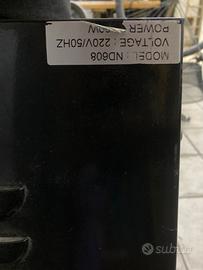 MODEL : ND608
VOLTAGE : 220V/50HZ
POWER
subito